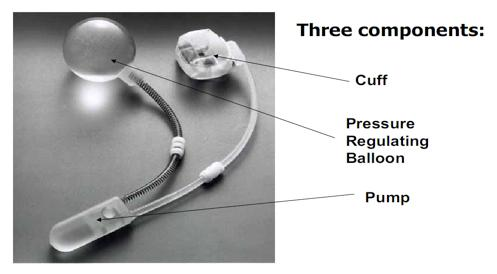 Three components:
Cuff
Pressure
Regulating
Balloon
Pump